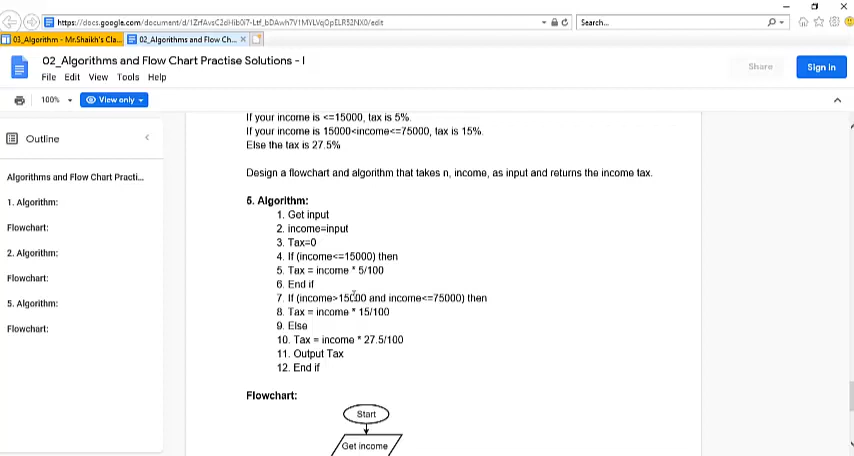 https://docs.google.com/document/d/1ZrfAvsC2dHib0i7-Ltf_bDAwh7V1MYLVqOpELR52NX0/edit
Search...
03_Algorithm - Mr.Shaikh's Cla...
02_Algorithms and Flow Ch...
02_Algorithms and Flow Chart Practise Solutions - I
File Edit View Tools Help
Share
Sign in
100%
View only
Outline
Algorithms and Flow Chart Practi...
1. Algorithm:
Flowchart:
2. Algorithm:
Flowchart:
5. Algorithm:
Flowchart:
If your income is <=15000, tax is 5%.
If your income is 15000<income<=75000, tax is 15%.
Else the tax is 27.5%
Design a flowchart and algorithm that takes n, income, as input and returns the income tax.
5. Algorithm:
1. Get input
2. income=input
3. Tax=0
4. If (income<=15000) then
5. Tax = income * 5/100
6. End if
7. If (income>15000 and income<=75000) then
8. Tax = income * 15/100
9. Else
10. Tax = income * 27.5/100
11. Output Tax
12. End if
Flowchart:
Start
Get income